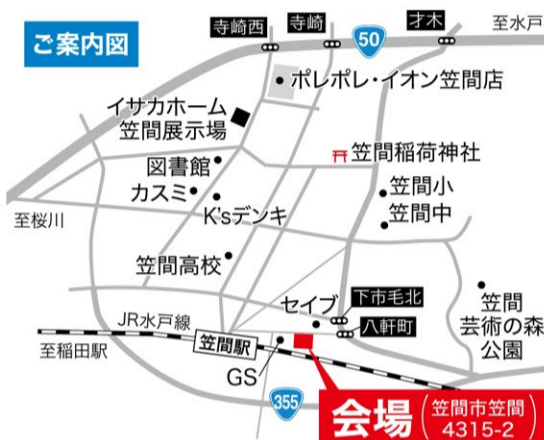 ご案内図
寺崎西
寺崎
50
才木
至水戸
ポレポレ・イオン笠間店
イサカホーム
笠間展示場
笠間稲荷神社
図書館
カスミ
K'sデンキ
笠間小
笠間中
至桜川
笠間高校
セイブ
下市毛北
八軒町
笠間
芸術の森
公園
JR水戸線
笠間駅
至稲田駅
GS
355
会場
笠間市笠間
4315-2